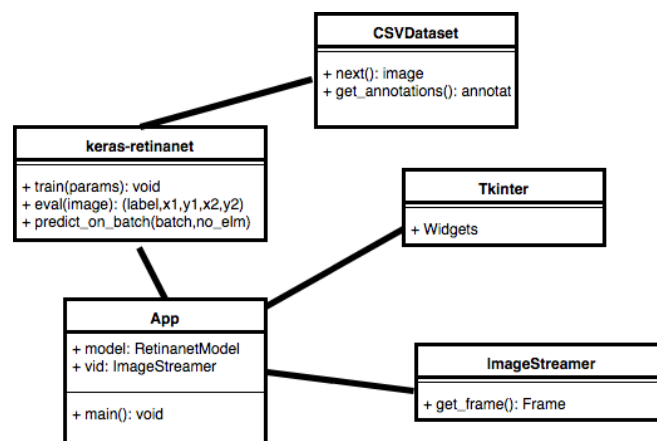 CSVDataset
+ next(): image
+ get_annotations(): annotat
keras-retinanet
+ train(params): void
+ eval(image): (label,x1,y1,x2,y2)
+ predict_on_batch(batch,no_elm)
Tkinter
+ Widgets
App
+ model: RetinanetModel
+ vid: ImageStreamer
+ main(): void
ImageStreamer
+ get_frame(): Frame